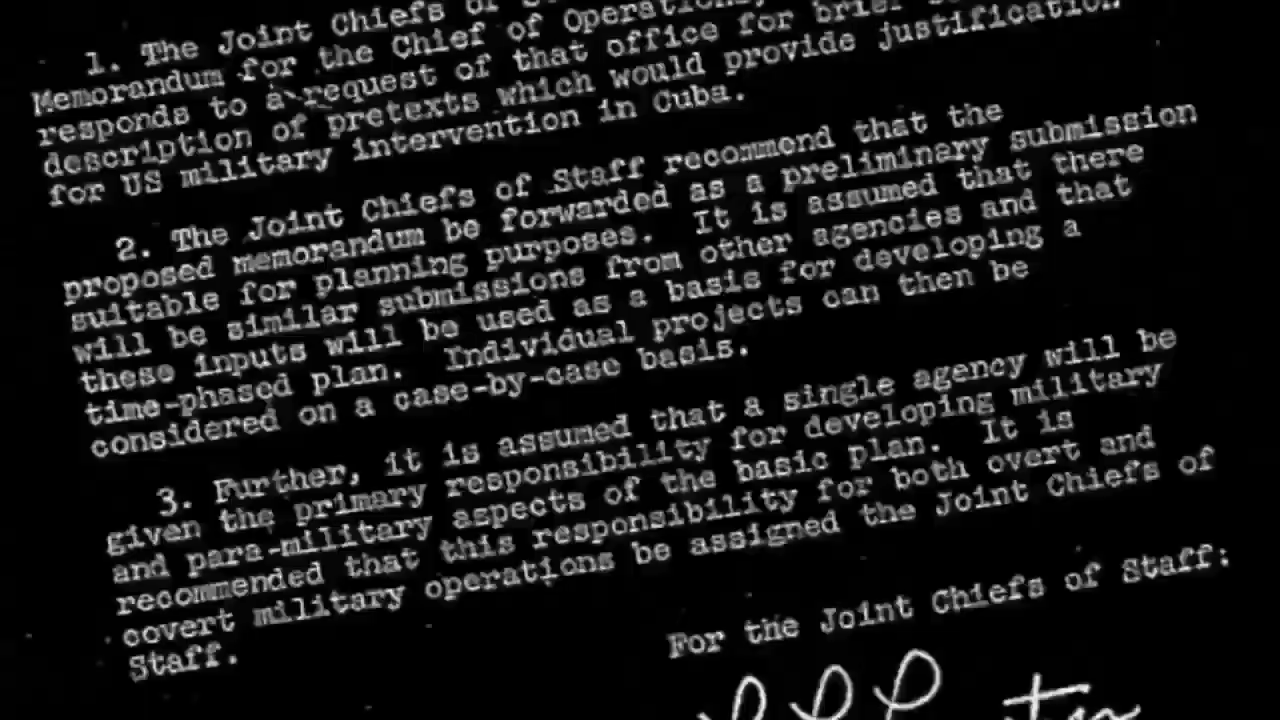 1. The Joint Chiefs of
Memorandum for the Chief of Operations,
responds to a request of that office for brief
description of pretexts which would provide justification
for US military intervention in Cuba.
2. The Joint Chiefs of Staff recommend that the
proposed memorandum be forwarded as a preliminary submission
suitable for planning purposes. It is assumed that there
will be similar submissions from other agencies and that
these inputs will be used as a basis for developing a
time-phased plan. Individual projects can then be
considered on a case-by-case basis.
3. Further, it is assumed that a single agency will be
given the primary responsibility for developing military
and para-military aspects of the basic plan. It is
recommended that this responsibility for both overt and
covert military operations be assigned the Joint Chiefs of
Staff.
For the Joint Chiefs of Staff: